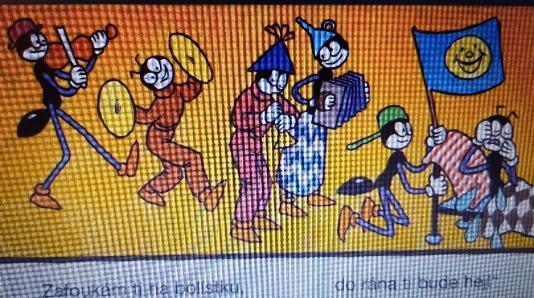 Zafoukám ti na bolístku, do rána ti bude hej!"